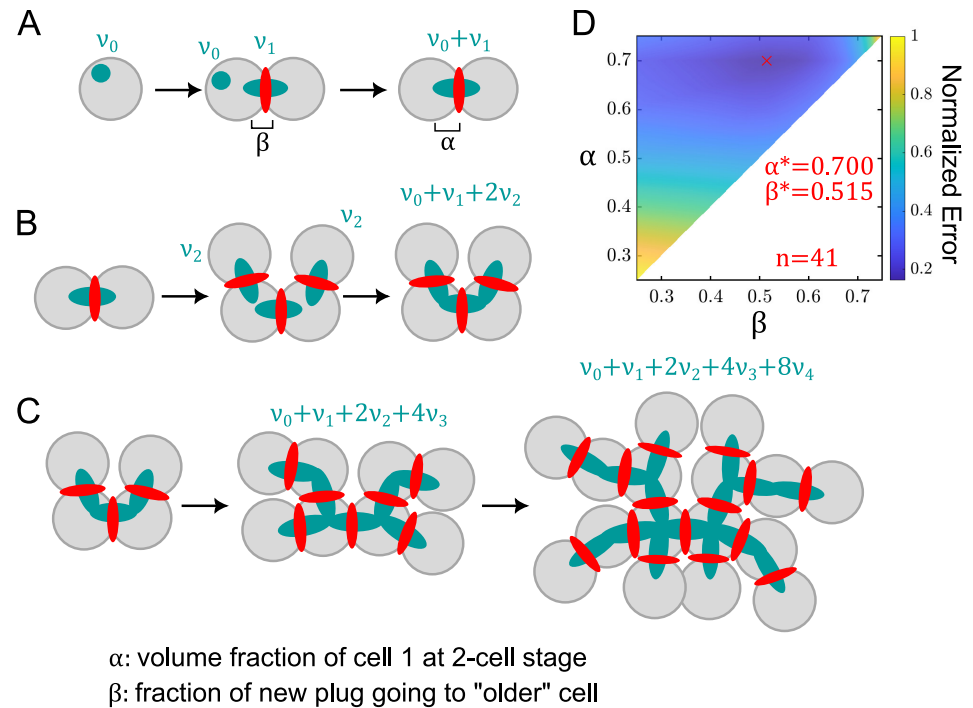 A
ν₀
ν₀
ν₁
ν₀+ν₁
β
α
B
ν₂
ν₂
ν₀+ν₁+2ν₂
C
ν₀+ν₁+2ν₂+4ν₃
ν₀+ν₁+2ν₂+4ν₃+8ν₄
D
α
0.7
0.6
0.5
0.4
0.3
0.3
0.4
0.5
0.6
0.7
β
α*=0.700
β*=0.515
n=41
1
0.8
0.6
0.4
0.2
Normalized Error
α: volume fraction of cell 1 at 2-cell stage
β: fraction of new plug going to "older" cell